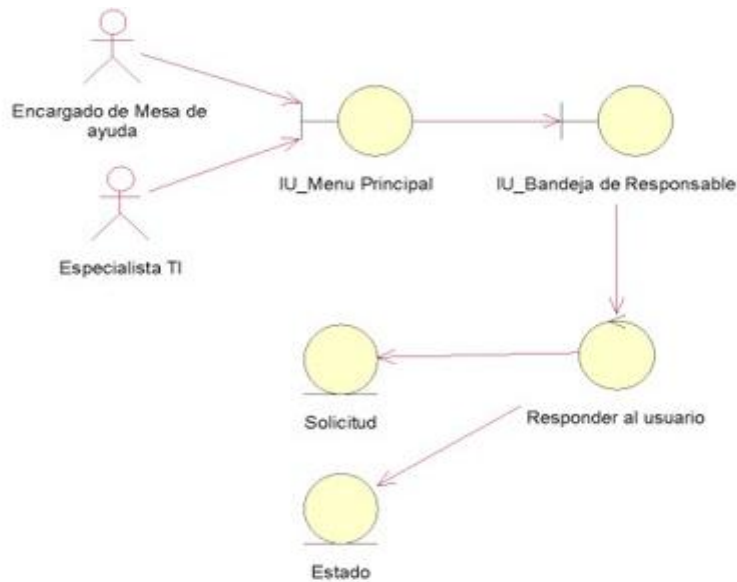 Encargado de Mesa de
ayuda
IU_Menu Principal
IU_Bandeja de Responsable
Especialista TI
Solicitud
Responder al usuario
Estado